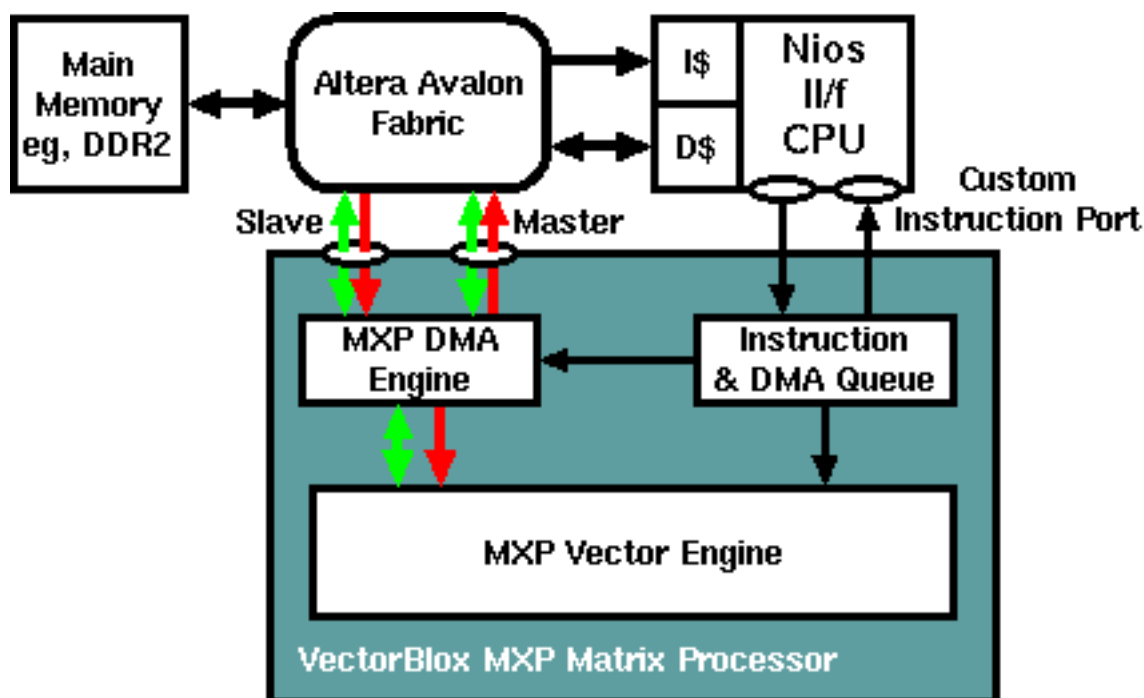 Main
Memory
eg, DDR2
Altera Avalon
Fabric
I$
D$
Nios
II/f
CPU
Custom
Instruction Port
Slave
Master
MXP DMA
Engine
Instruction
& DMA Queue
MXP Vector Engine
VectorBlox MXP Matrix Processor